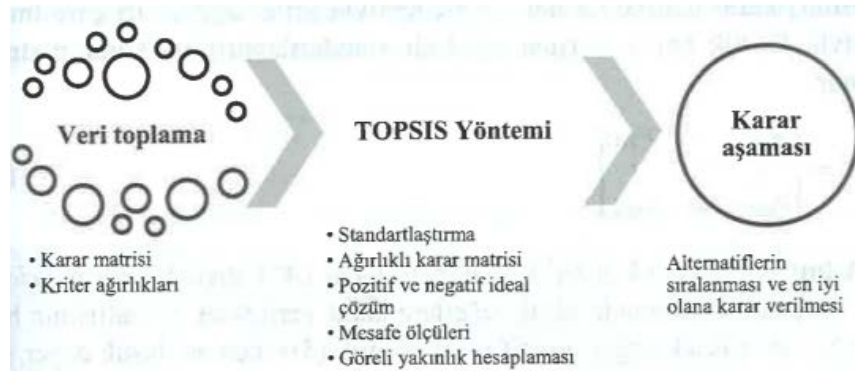 Veri toplama
TOPSIS Yöntemi
Karar
aşaması
• Karar matrisi
• Kriter ağırlıkları
• Standartlaştırma
• Ağırlıklı karar matrisi
• Pozitif ve negatif ideal
çözüm
• Mesafe ölçüleri
• Göreli yakınlık hesaplaması
Alternatiflerin
sıralanması ve en iyi
olana karar verilmesi